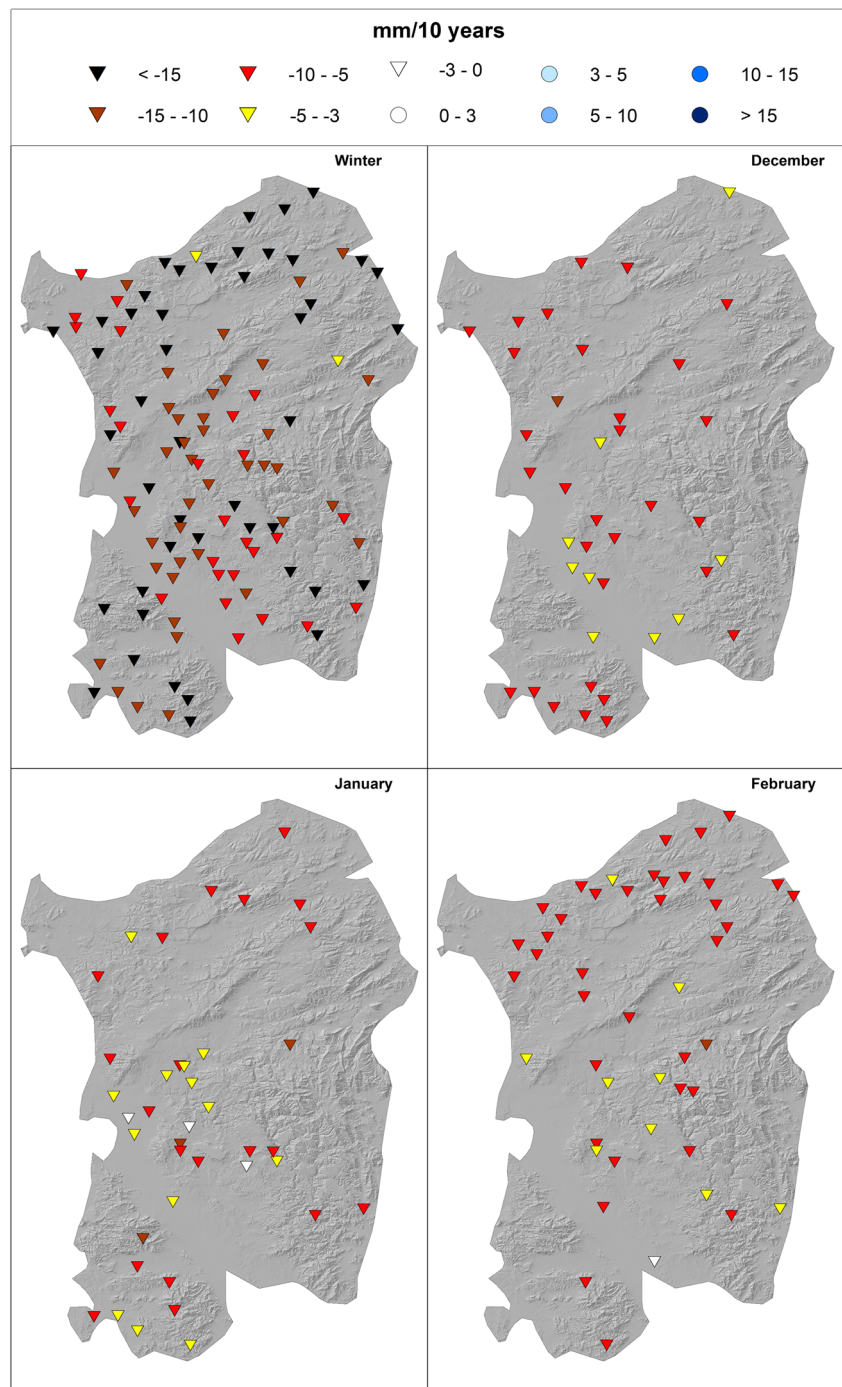 mm/10 years
< -15 -10 - -5 -3 - 0 3 - 5 10 - 15
-15 - -10 -5 - -3 0 - 3 5 - 10 > 15
Winter December
January February